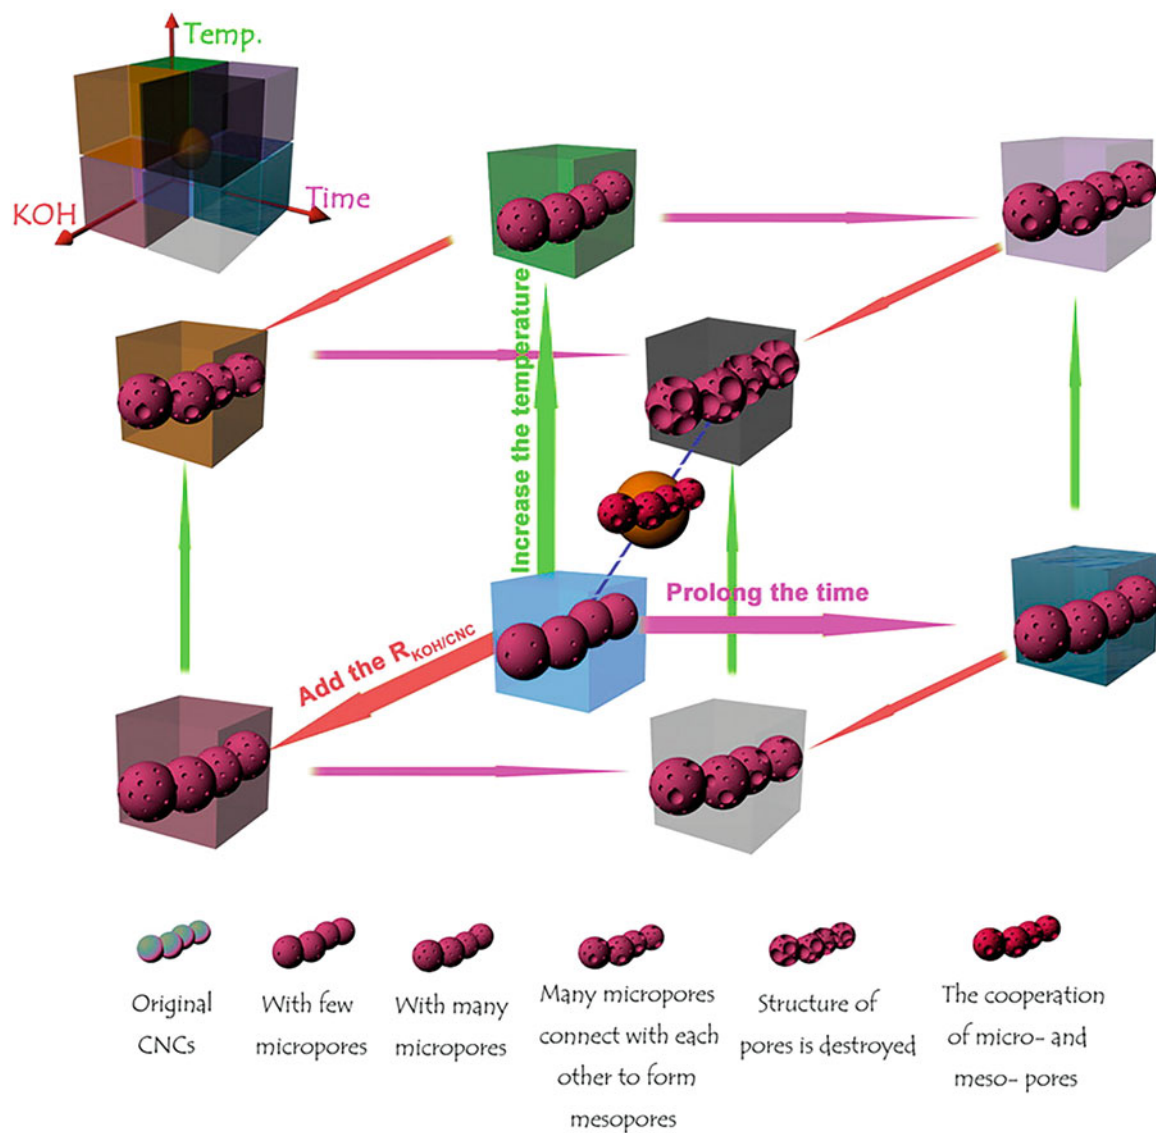 Temp.
KOH
Time
Increase the temperature
Prolong the time
Add the R_KOH/CNC
Original
CNCs
With few
micropores
With many
micropores
Many micropores
connect with each
other to form
mesopores
Structure of
pores is destroyed
The cooperation
of micro- and
meso- pores